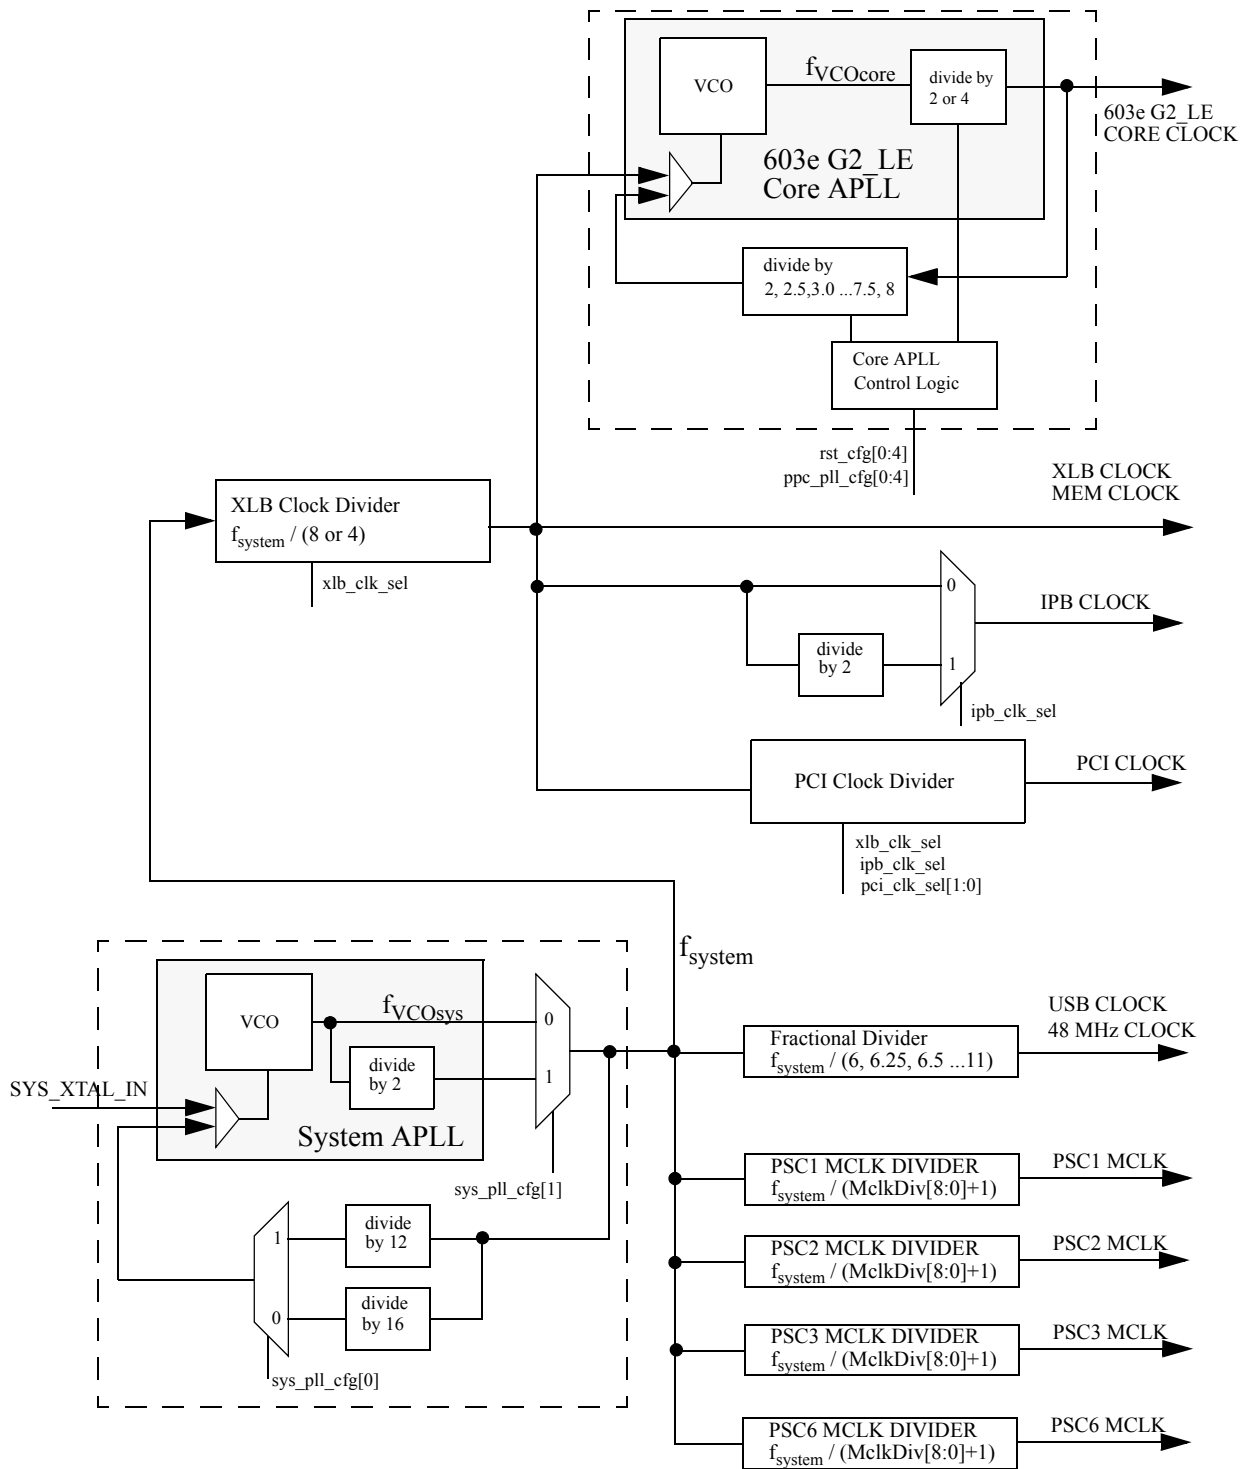 VCO
fVCOcore
divide by
2 or 4
603e G2_LE
CORE CLOCK
603e G2_LE
Core APLL
divide by
2, 2.5,3.0 ...7.5, 8
Core APLL
Control Logic
rst_cfg[0:4]
ppc_pll_cfg[0:4]
XLB CLOCK
MEM CLOCK
XLB Clock Divider
fsystem / (8 or 4)
xlb_clk_sel
0
IPB CLOCK
divide
by 2
1
ipb_clk_sel
PCI Clock Divider
PCI CLOCK
xlb_clk_sel
ipb_clk_sel
pci_clk_sel[1:0]
fsystem
VCO
fVCOsys
0
divide
by 2
1
SYS_XTAL_IN
System APLL
sys_pll_cfg[1]
1
divide
by 12
0
divide
by 16
sys_pll_cfg[0]
Fractional Divider
fsystem / (6, 6.25, 6.5 ...11)
USB CLOCK
48 MHz CLOCK
PSC1 MCLK DIVIDER
fsystem / (MclkDiv[8:0]+1)
PSC1 MCLK
PSC2 MCLK DIVIDER
fsystem / (MclkDiv[8:0]+1)
PSC2 MCLK
PSC3 MCLK DIVIDER
fsystem / (MclkDiv[8:0]+1)
PSC3 MCLK
PSC6 MCLK DIVIDER
fsystem / (MclkDiv[8:0]+1)
PSC6 MCLK